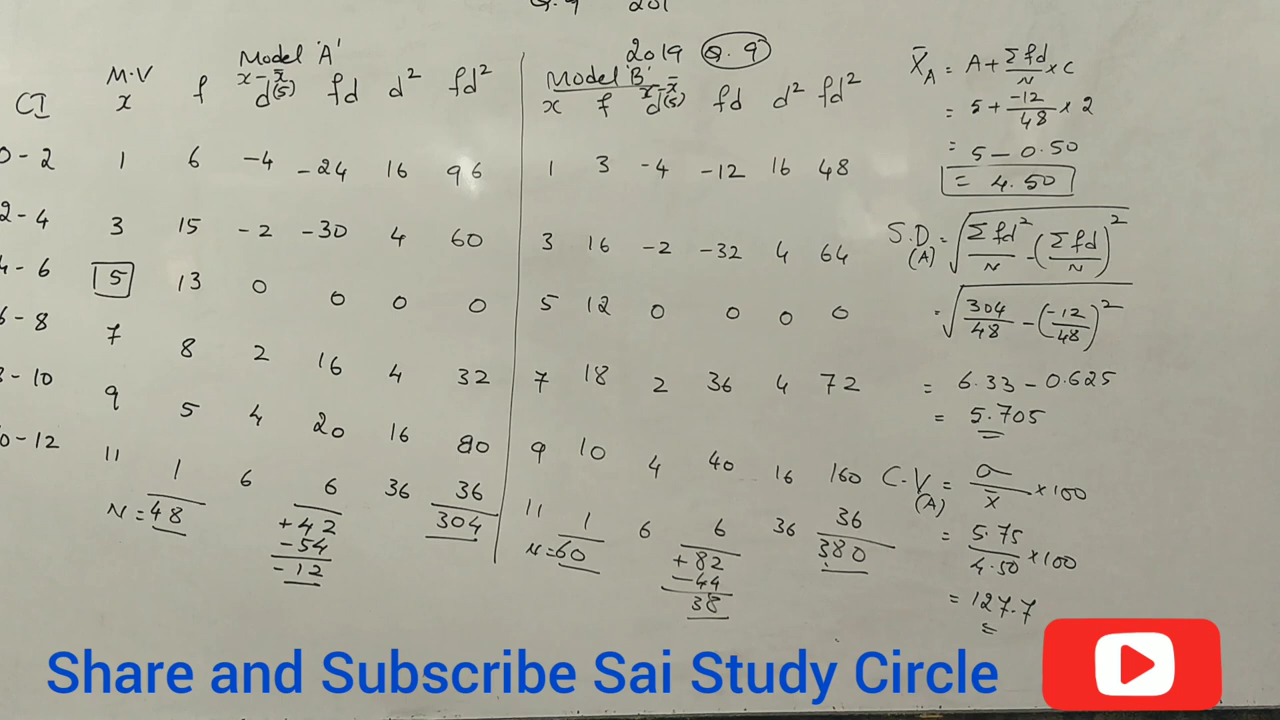 Q.9 201
2019 Q.9
Model 'A'
CI M.V x f x-x̄ d(5) fd d² fd²
0-2 1 6 -4 -24 16 96
2-4 3 15 -2 -30 4 60
4-6 5 13 0 0 0 0
6-8 7 8 2 16 4 32
8-10 9 5 4 20 16 80
10-12 11 1 6 6 36 36
N=48 +42 304
-54
-12
Model 'B'
x f x-x̄ d(5) fd d² fd²
1 3 -4 -12 16 48
3 16 -2 -32 4 64
5 12 0 0 0 0
7 18 2 36 4 72
9 10 4 40 16 160
11 1 6 6 36 36
N=60 +82 380
-44
38
X̄A = A + Σfd/N × C
= 5 + -12/48 × 2
= 5 - 0.50
= 4.50
S.D(A) = √(Σfd²/N - (Σfd/N)²)
= √(304/48 - (-12/48)²)
= 6.33 - 0.625
= 5.705
C.V(A) = σ/x̄ × 100
= 5.75/4.50 × 100
= 127.7
Share and Subscribe Sai Study Circle